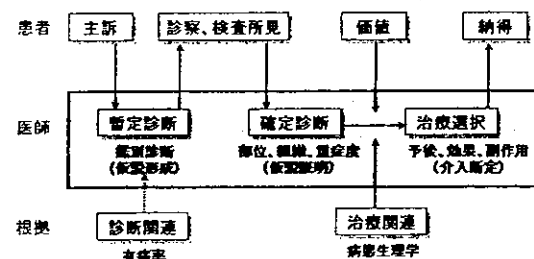 患者 主訴 診察、検査所見 価値 納得
医師 暫定診断 確定診断 治療選択
鑑別診断 部位、組織、重症度 予後、効果、副作用
(仮説形成) (仮説証明) (介入断定)
根拠 診断関連 治療関連
有病率 病態生理学